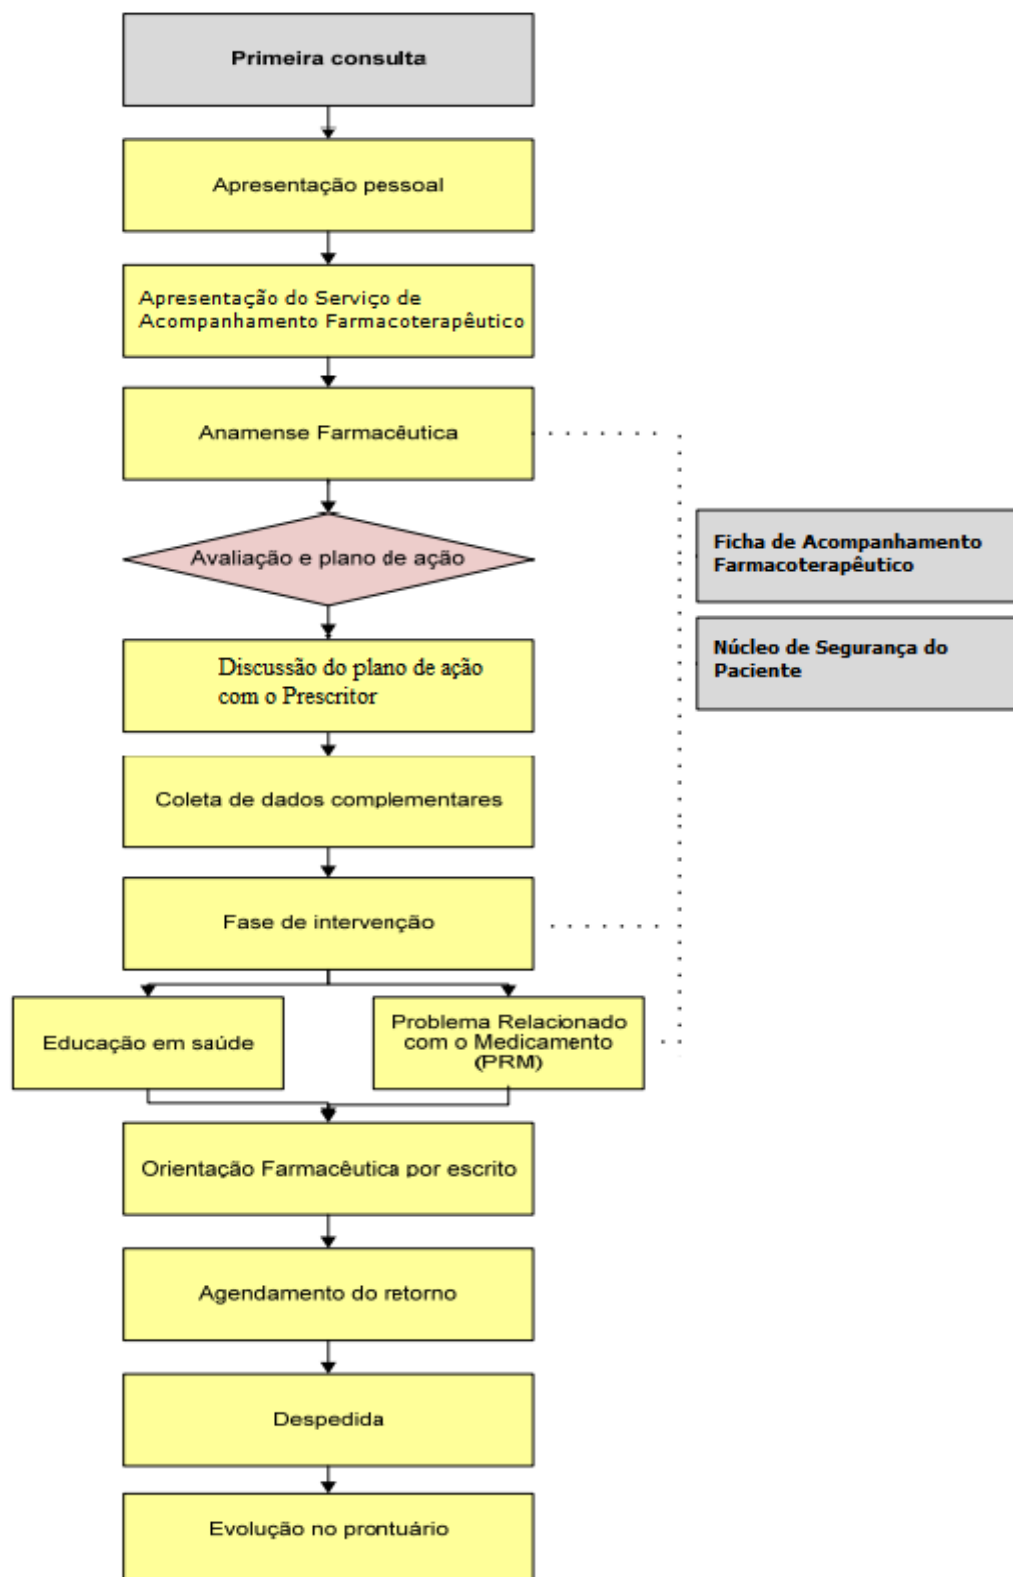 Primeira consulta
Apresentação pessoal
Apresentação do Serviço de
Acompanhamento Farmacoterapêutico
Anamense Farmacêutica
Avaliação e plano de ação
Ficha de Acompanhamento
Farmacoterapêutico
Núcleo de Segurança do
Paciente
Discussão do plano de ação
com o Prescritor
Coleta de dados complementares
Fase de intervenção
Educação em saúde
Problema Relacionado
com o Medicamento
(PRM)
Orientação Farmacêutica por escrito
Agendamento do retorno
Despedida
Evolução no prontuário